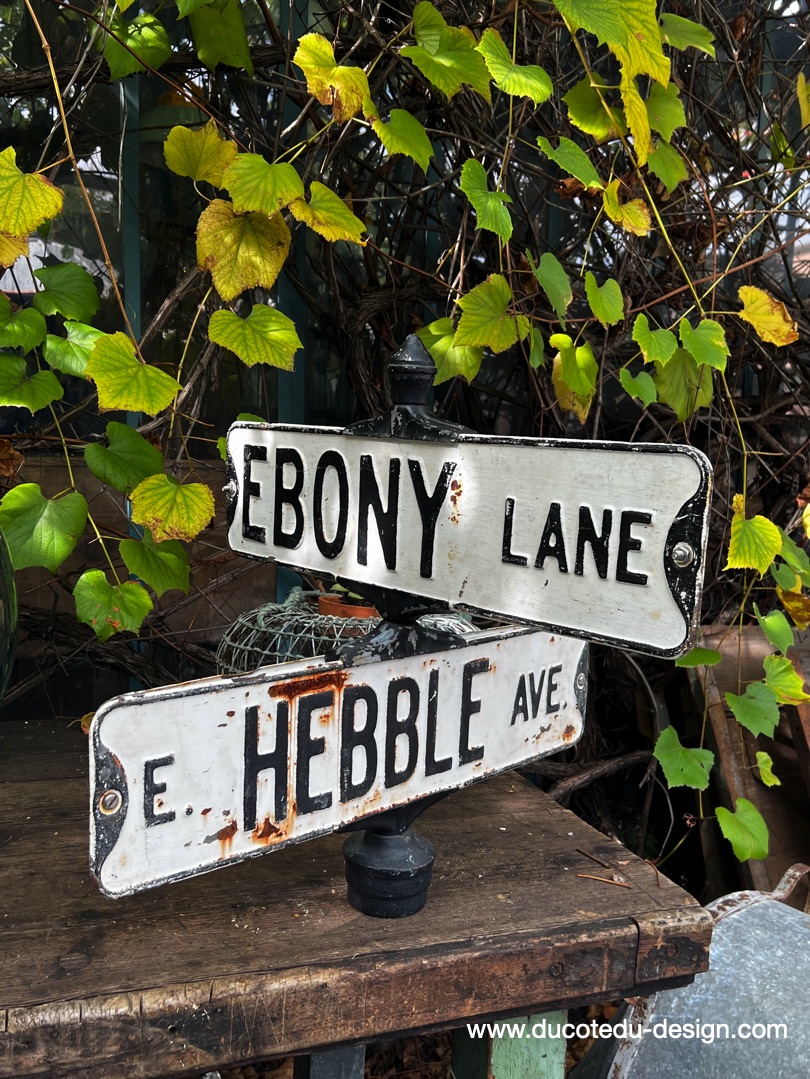 EBONY LANE
E. HEBBLE AVE.
www.ducotedu-design.com